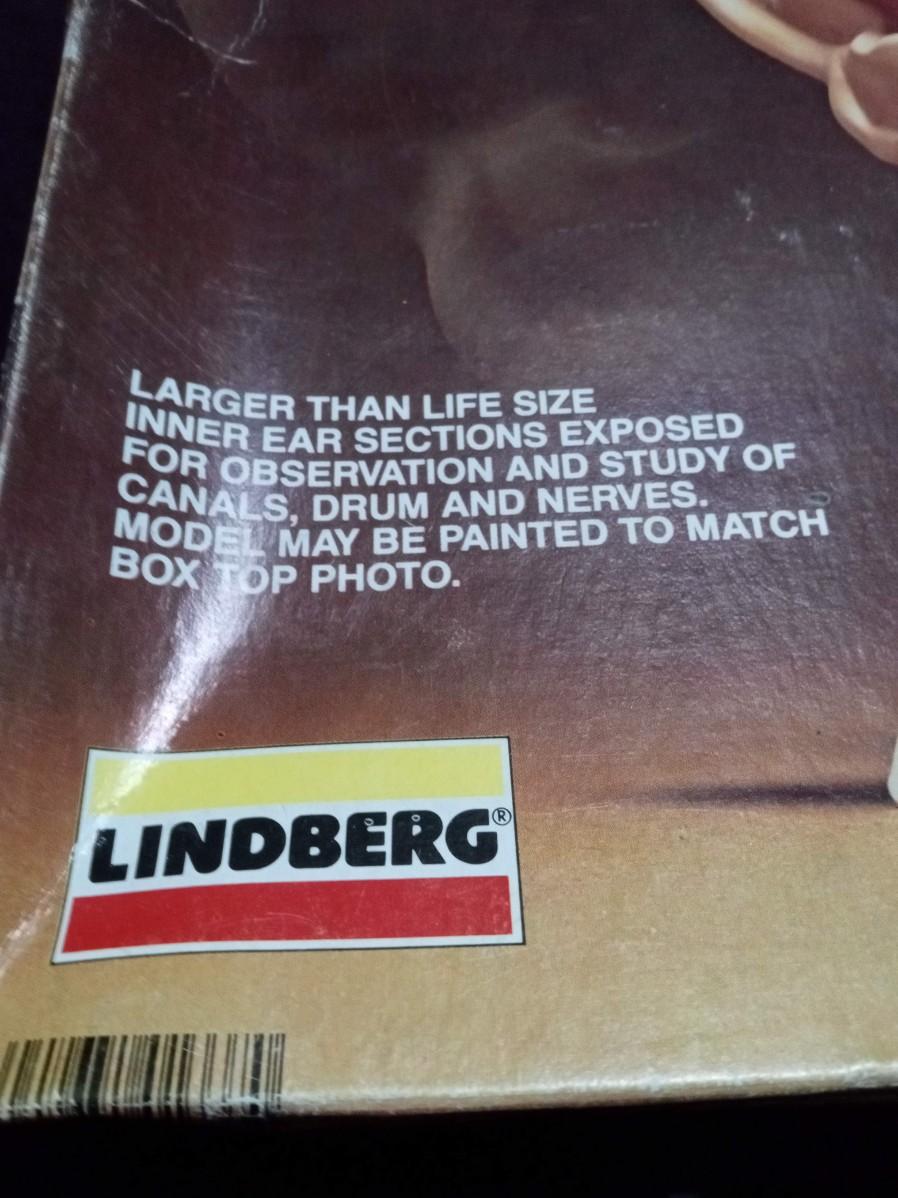 LARGER THAN LIFE SIZE
INNER EAR SECTIONS EXPOSED
FOR OBSERVATION AND STUDY OF
CANALS, DRUM AND NERVES.
MODEL MAY BE PAINTED TO MATCH
BOX TOP PHOTO.
LINDBERG®